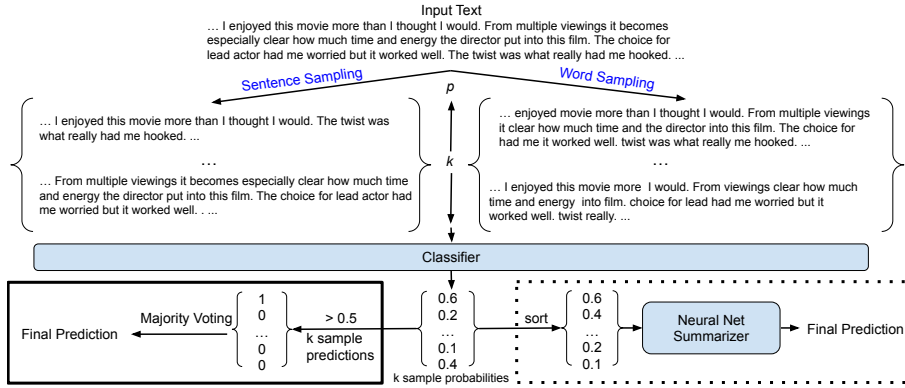 Input Text
… I enjoyed this movie more than I thought I would. From multiple viewings it becomes
especially clear how much time and energy the director put into this film. The choice for
lead actor had me worried but it worked well. The twist was what really had me hooked. ...
Sentence Sampling
Word Sampling
p
… I enjoyed this movie more than I thought I would. The twist was
what really had me hooked. ...
…
… From multiple viewings it becomes especially clear how much time
and energy the director put into this film. The choice for lead actor had
me worried but it worked well. . ...
k
… enjoyed movie more than I thought I would. From multiple viewings
it clear how much time and the director into this film. The choice for
had me it worked well. twist was what really me hooked. ...
…
… I enjoyed this movie more  I would. From viewings clear how much
time and energy  into film. choice for lead had me worried but it
worked well. twist really. ...
Classifier
Final Prediction
Majority Voting
1
0
…
0
0
> 0.5
k sample
predictions
0.6
0.2
…
0.1
0.4
k sample probabilities
sort
0.6
0.4
…
0.2
0.1
Neural Net
Summarizer
Final Prediction